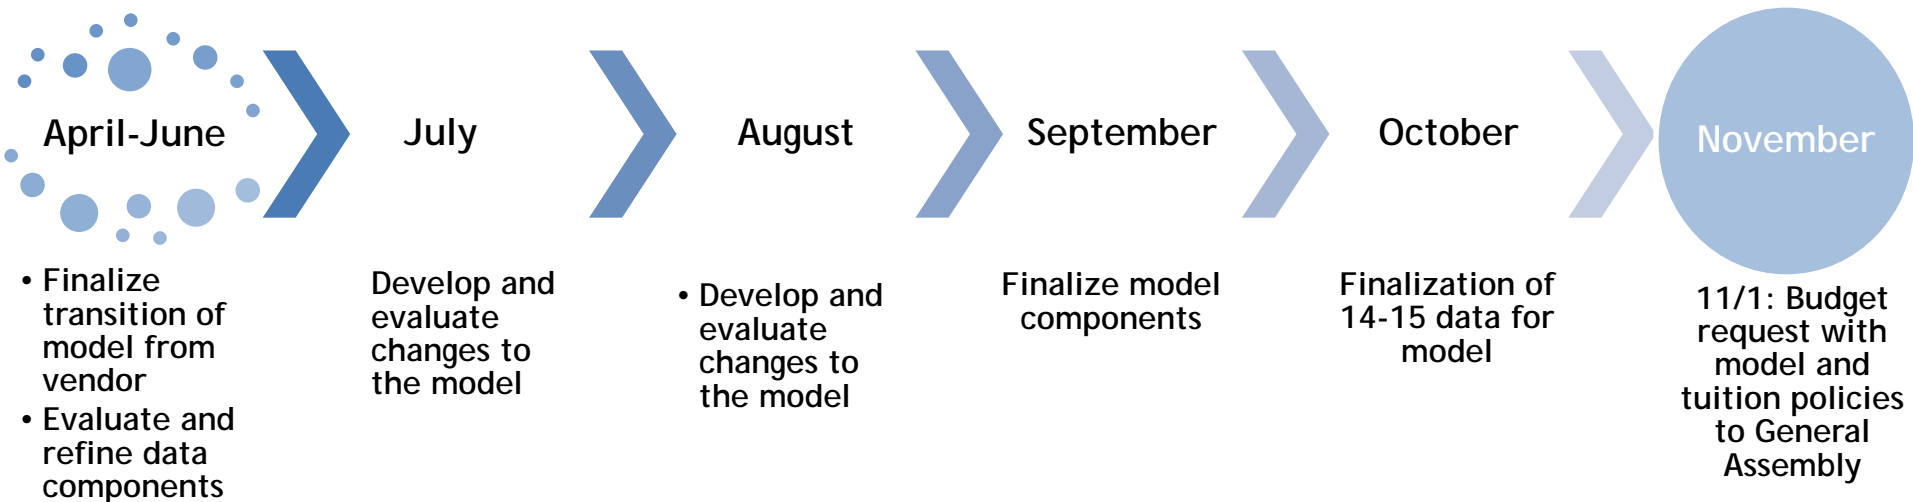 April-June
July
August
September
October
November
• Finalize
transition of
model from
vendor
• Evaluate and
refine data
components
Develop and
evaluate
changes to
the model
• Develop and
evaluate
changes to
the model
Finalize model
components
Finalization of
14-15 data for
model
11/1: Budget
request with
model and
tuition policies
to General
Assembly